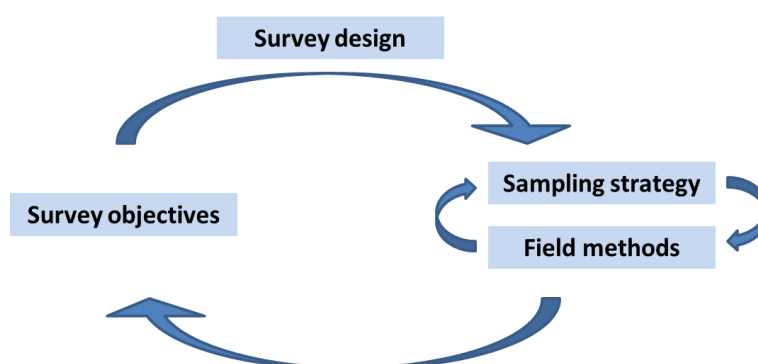 Survey design
Sampling strategy
Survey objectives
Field methods